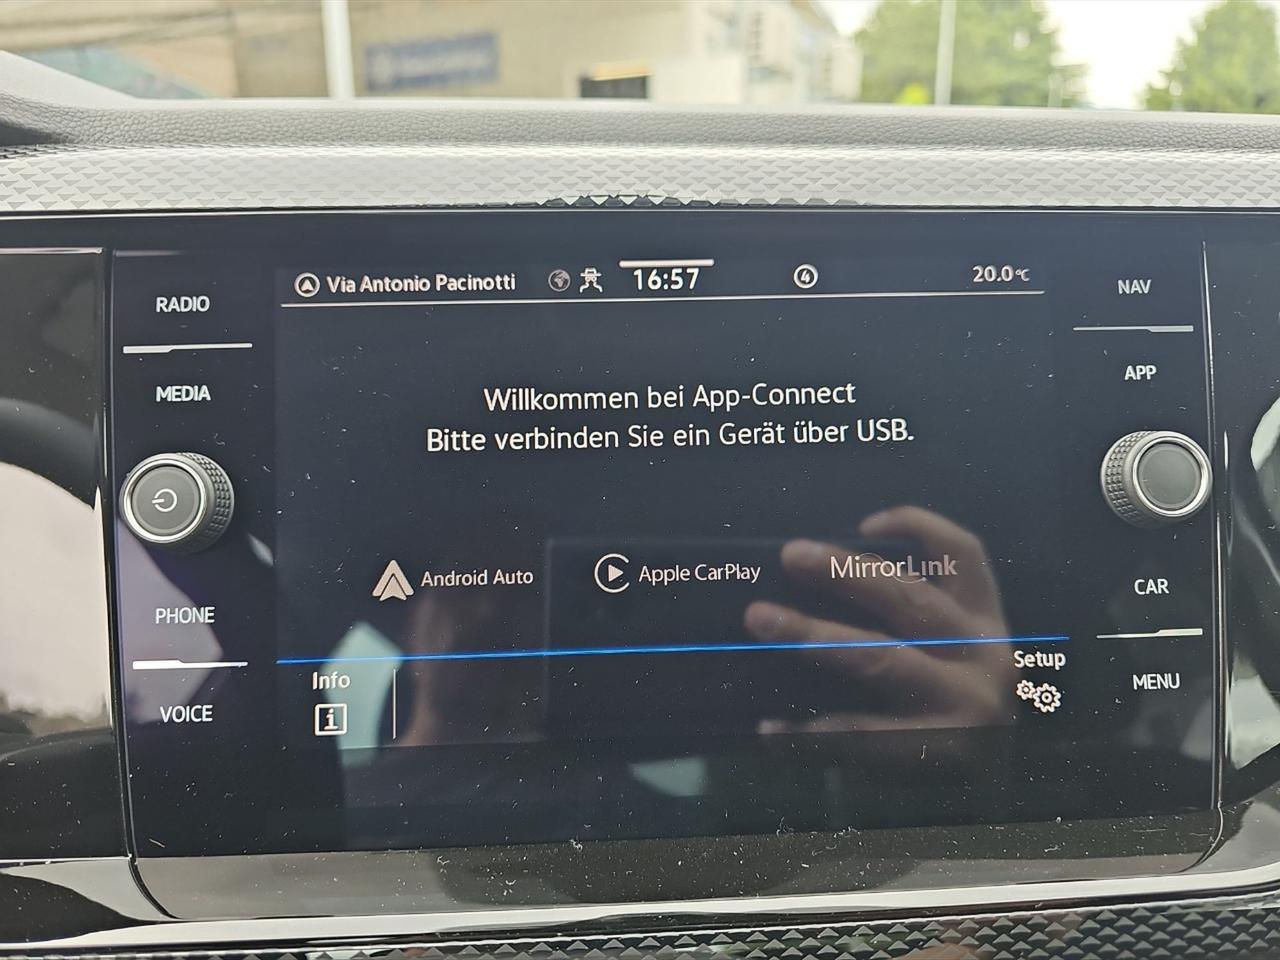 Via Antonio Pacinotti
16:57
4
20.0°C
RADIO
MEDIA
PHONE
VOICE
Willkommen bei App-Connect
Bitte verbinden Sie ein Gerät über USB.
Android Auto
Apple CarPlay
MirrorLink
Info
i
Setup
NAV
APP
CAR
MENU